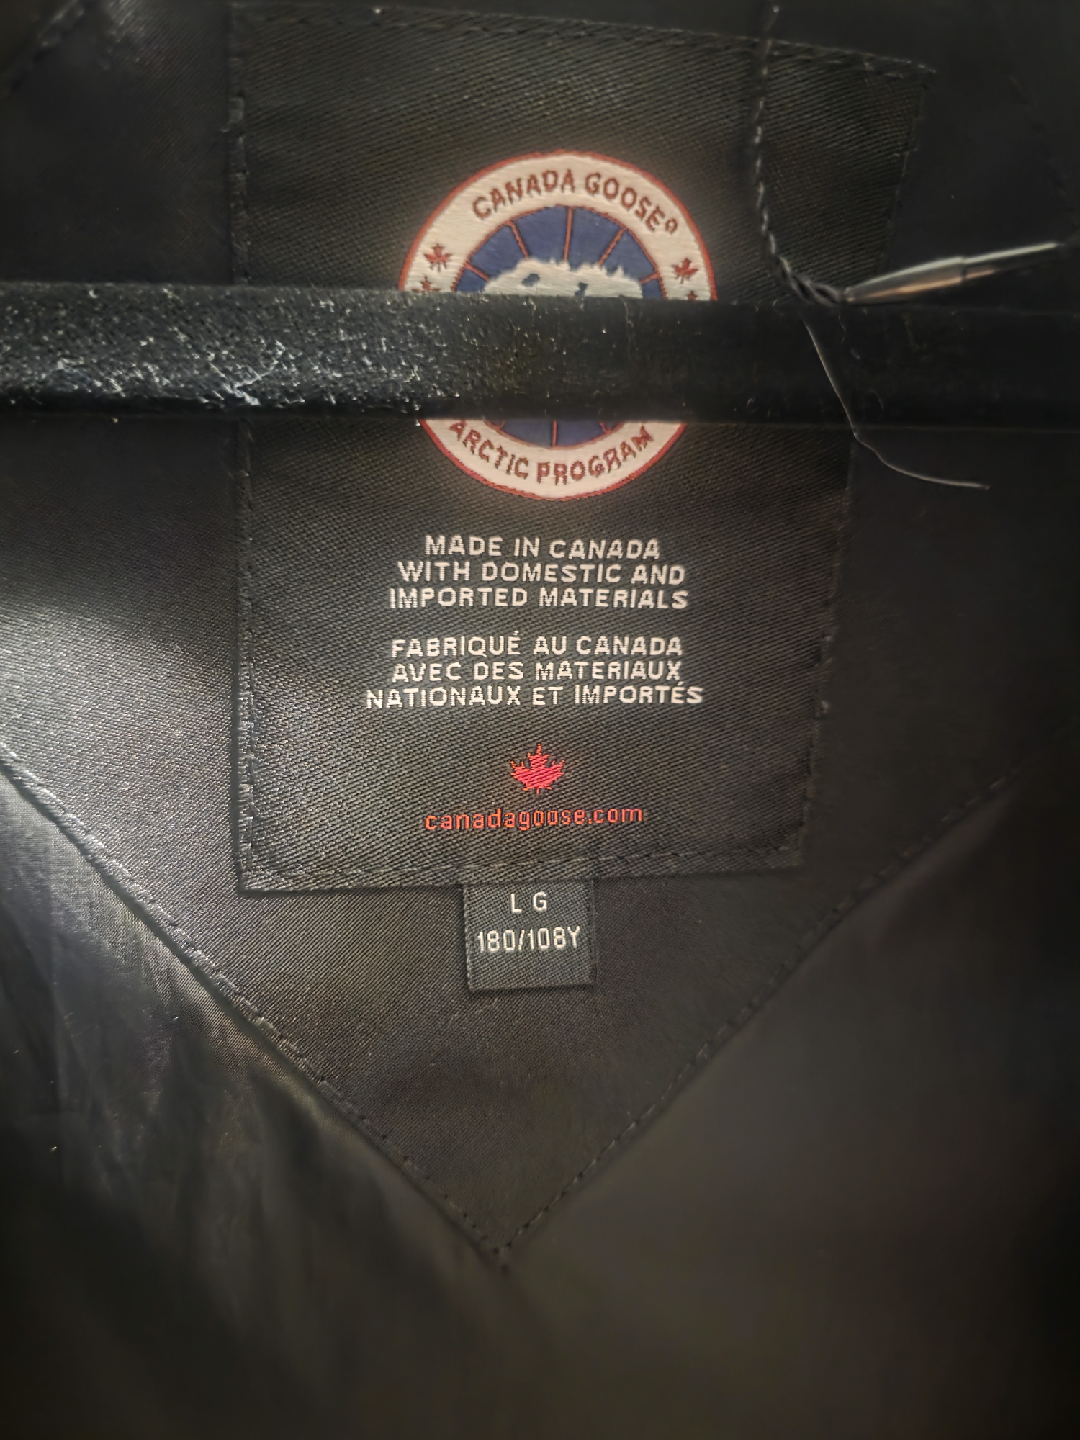 CANADA GOOSE®
ARCTIC PROGRAM
MADE IN CANADA
WITH DOMESTIC AND
IMPORTED MATERIALS
FABRIQUÉ AU CANADA
AVEC DES MATERIAUX
NATIONAUX ET IMPORTÉS
canadagoose.com
LG
180/108Y